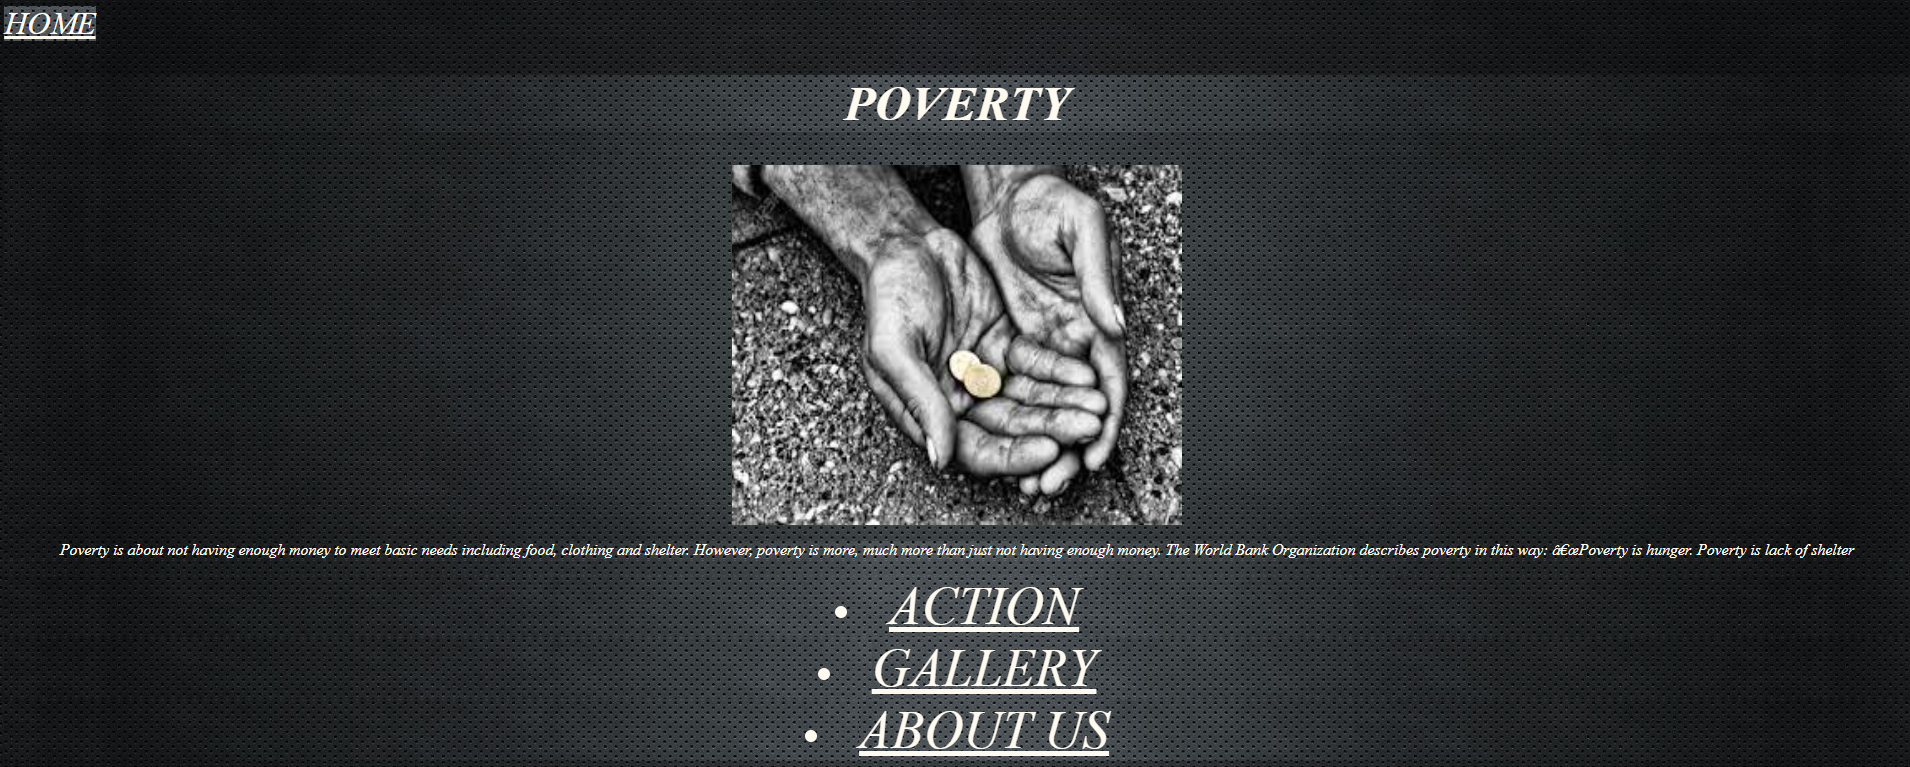 HOME
POVERTY
Poverty is about not having enough money to meet basic needs including food, clothing and shelter. However, poverty is more, much more than just not having enough money. The World Bank Organization describes poverty in this way: â€œPoverty is hunger. Poverty is lack of shelter
ACTION
GALLERY
ABOUT US